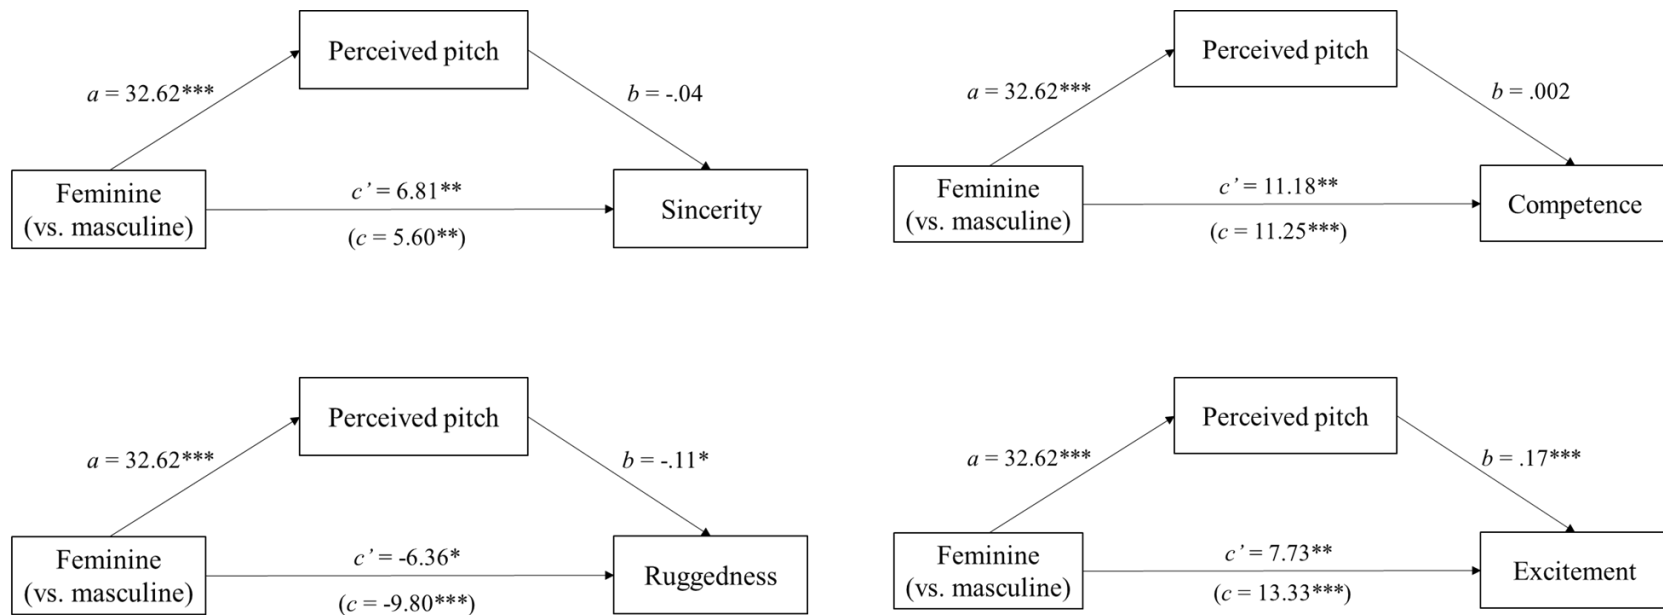 Perceived pitch
a = 32.62***
b = -.04
Feminine
(vs. masculine)
c’ = 6.81**
(c = 5.60**)
Sincerity
Perceived pitch
a = 32.62***
b = .002
Feminine
(vs. masculine)
c’ = 11.18**
(c = 11.25***)
Competence
Perceived pitch
a = 32.62***
b = -.11*
Feminine
(vs. masculine)
c’ = -6.36*
(c = -9.80***)
Ruggedness
Perceived pitch
a = 32.62***
b = .17***
Feminine
(vs. masculine)
c’ = 7.73**
(c = 13.33***)
Excitement